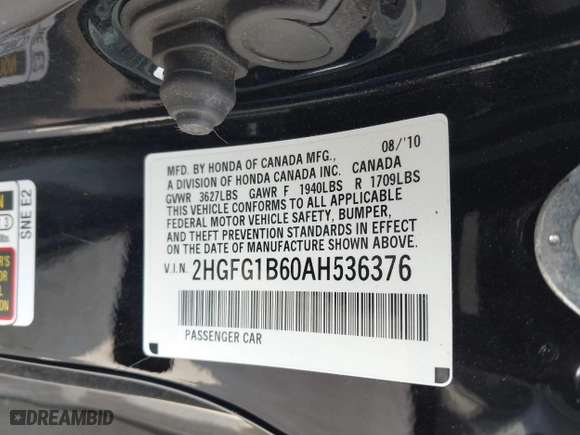 08/'10
MFD. BY HONDA OF CANADA MFG.,
A DIVISION OF HONDA CANADA INC. CANADA
GVWR 3627LBS GAWR F 1940LBS R 1709LBS
THIS VEHICLE CONFORMS TO ALL APPLICABLE
FEDERAL MOTOR VEHICLE SAFETY, BUMPER,
AND THEFT PREVENTION STANDARDS IN EFFECT
ON THE DATE OF MANUFACTURE SHOWN ABOVE.
V.I.N. 2HGFG1B60AH536376
PASSENGER CAR
SNE E2
DREAMBID